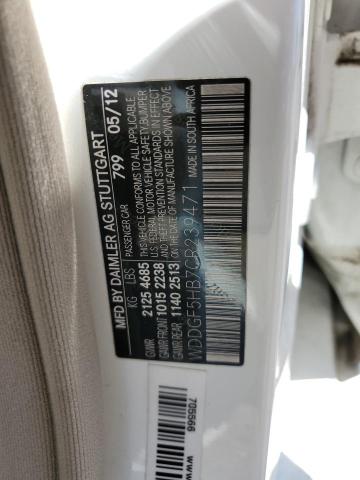 MFD BY DAIMLER AG STUTTGART
799 05/12
PASSENGER CAR
THIS VEHICLE CONFORMS TO ALL APPLICABLE
U.S. FEDERAL MOTOR VEHICLE SAFETY, BUMPER
AND THEFT PREVENTION STANDARDS IN EFFECT
ON THE DATE OF MANUFACTURE SHOWN ABOVE
KG LBS
GVWR 2125 4685
GAWR FRONT 1015 2238
GAWR REAR 1140 2513
WDDGF5HB7CR239471
MADE IN SOUTH AFRICA
705566
WWW